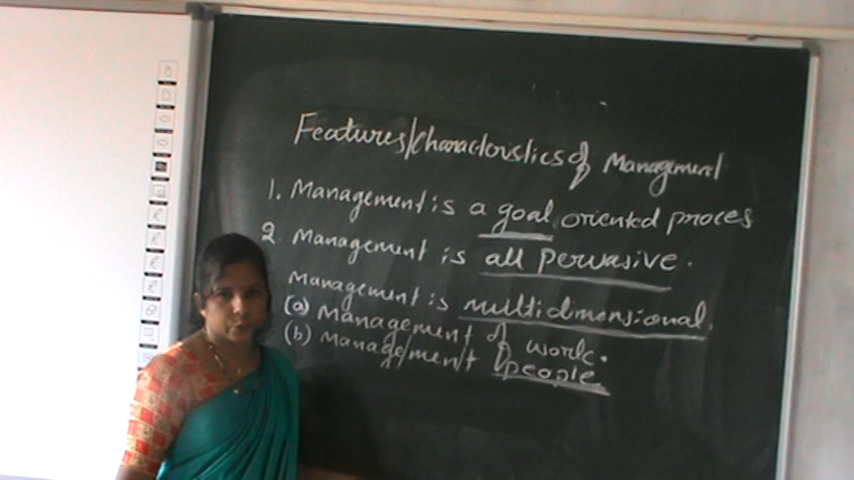 Features/Characteristics of Management
1. Management is a goal oriented proces
2. Management is all pervasive.
Management is multidimensional.
(a) Management of work.
(b) Management people